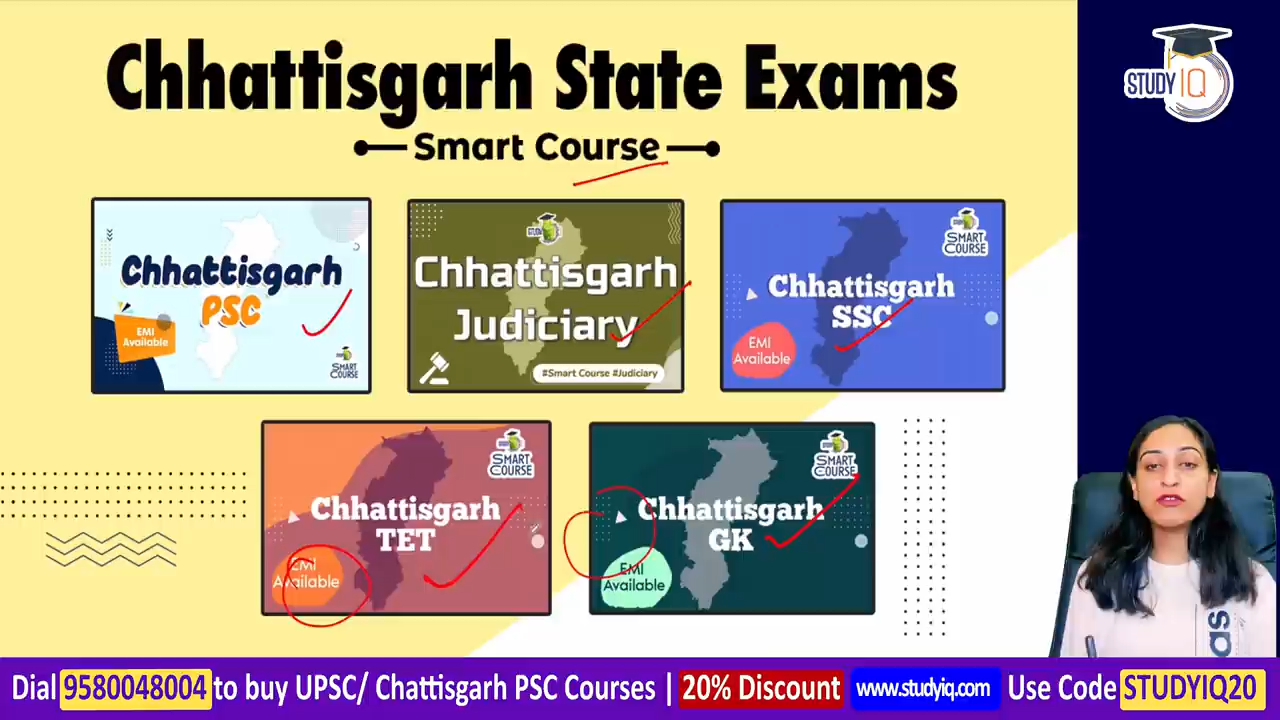 Chhattisgarh State Exams
Smart Course
STUDY IQ
Chhattisgarh
PSC
EMI
Available
SMART
COURSE
STUDY
Chhattisgarh
Judiciary
#Smart Course #Judiciary
SMART
COURSE
Chhattisgarh
SSC
EMI
Available
SMART
COURSE
Chhattisgarh
TET
EMI
Available
SMART
COURSE
Chhattisgarh
GK
EMI
Available
as
Dial 9580048004 to buy UPSC/ Chattisgarh PSC Courses | 20% Discount www.studyiq.com Use Code STUDYIQ20